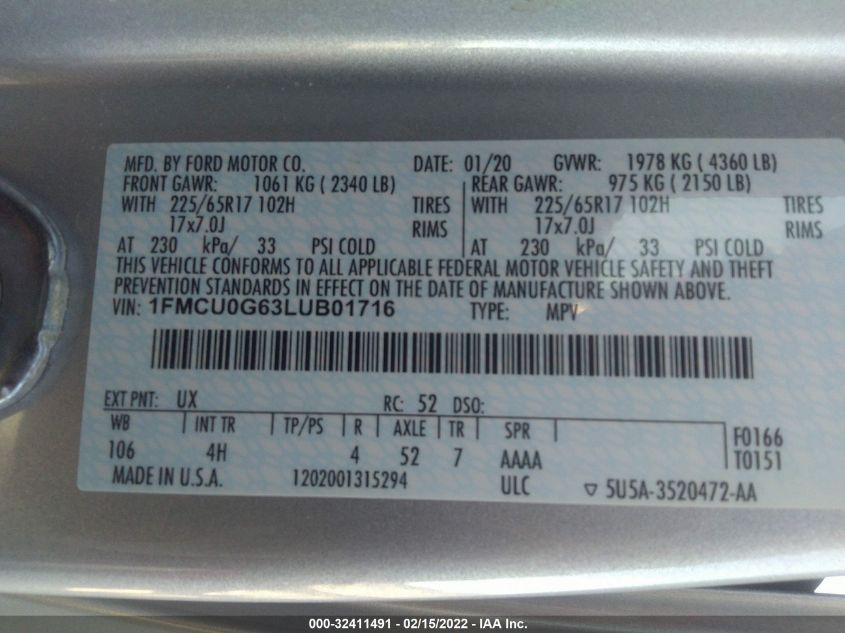 MFD. BY FORD MOTOR CO. DATE: 01/20 GVWR: 1978 KG ( 4360 LB)
FRONT GAWR: 1061 KG ( 2340 LB) REAR GAWR: 975 KG ( 2150 LB)
WITH 225/65R17 102H TIRES WITH 225/65R17 102H TIRES
17x7.0J RIMS 17x7.0J RIMS
AT 230 kPa/ 33 PSI COLD AT 230 kPa/ 33 PSI COLD
THIS VEHICLE CONFORMS TO ALL APPLICABLE FEDERAL MOTOR VEHICLE SAFETY AND THEFT
PREVENTION STANDARDS IN EFFECT ON THE DATE OF MANUFACTURE SHOWN ABOVE.
VIN: 1FMCU0G63LUB01716 TYPE: MPV
EXT PNT: UX RC: 52 DSO:
WB INT TR TP/PS R AXLE TR SPR F0166
106 4H 4 52 7 AAAA T0151
MADE IN U.S.A. 1202001315294 ULC ▽ 5U5A-3520472-AA
000-32411491 - 02/15/2022 - IAA Inc.